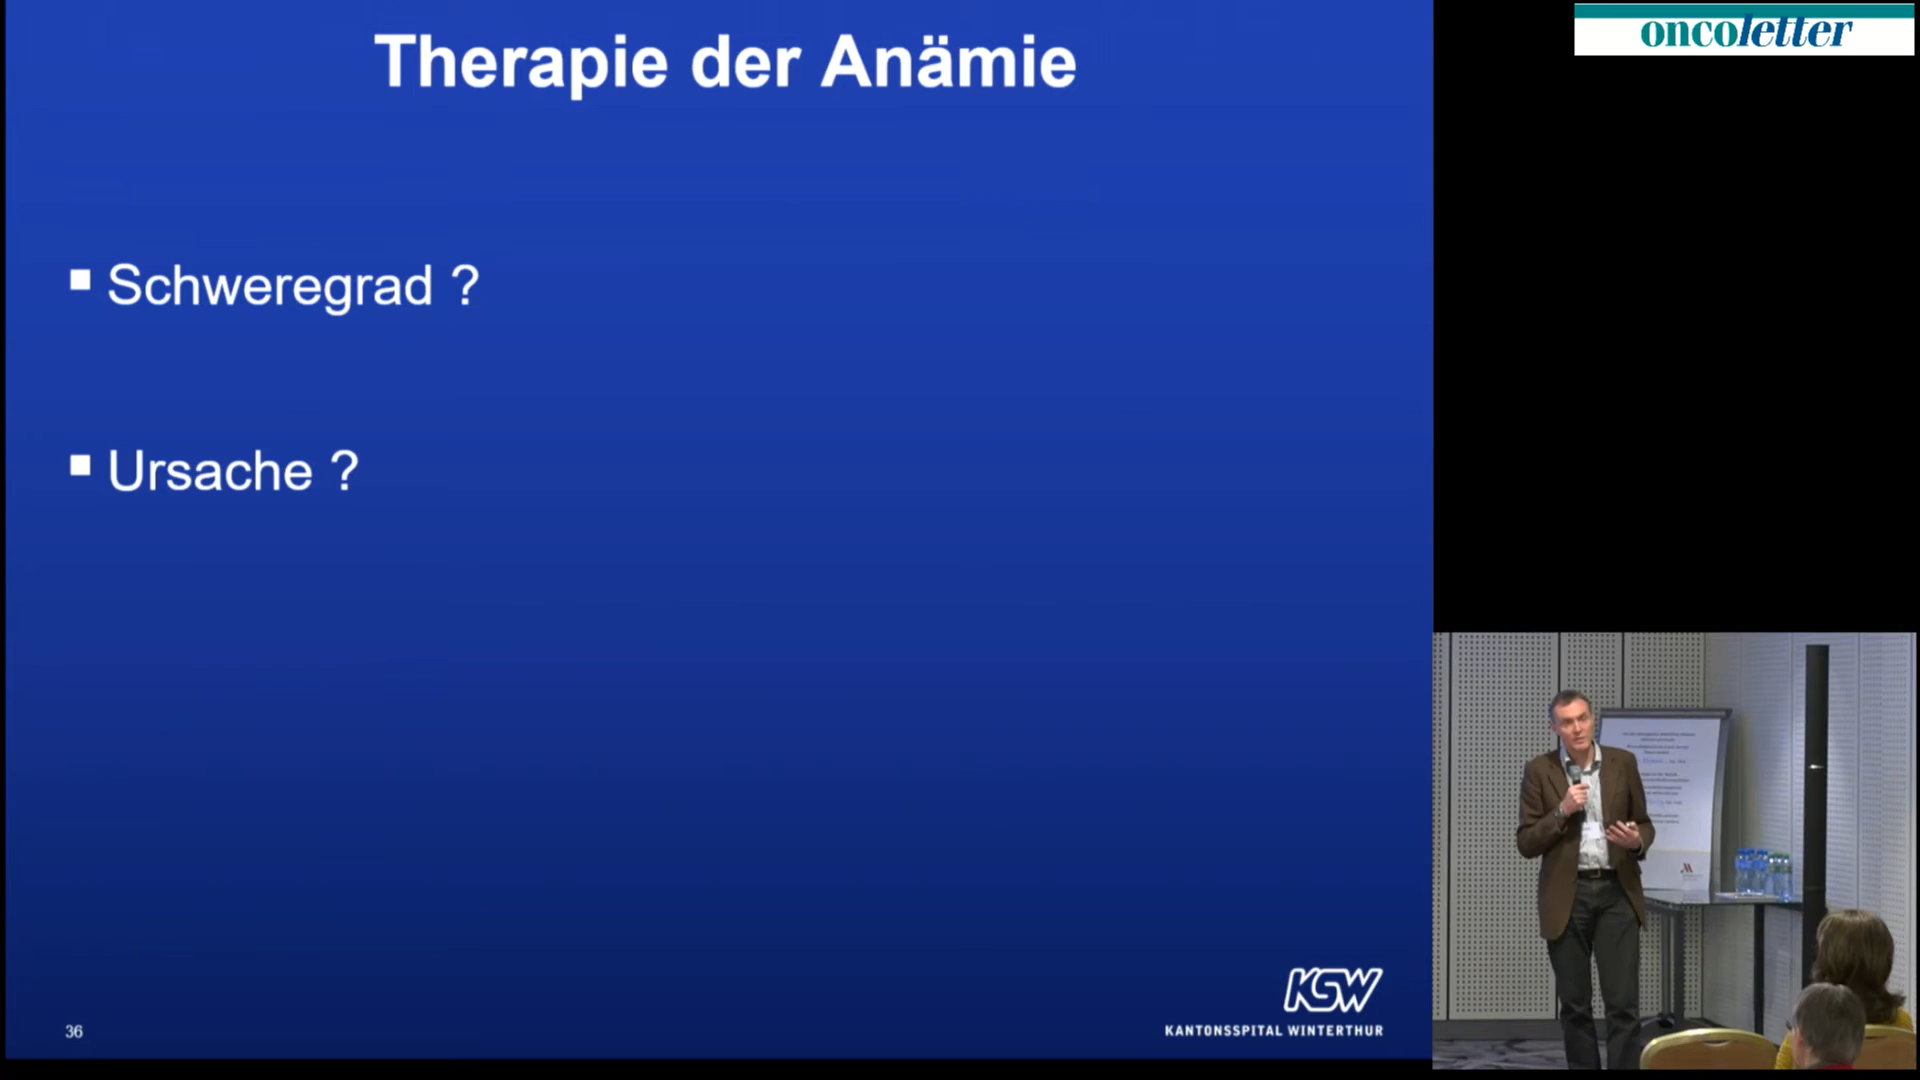 Therapie der Anämie
oncoletter
▪ Schweregrad ?
▪ Ursache ?
KSW
KANTONSSPITAL WINTERTHUR
36